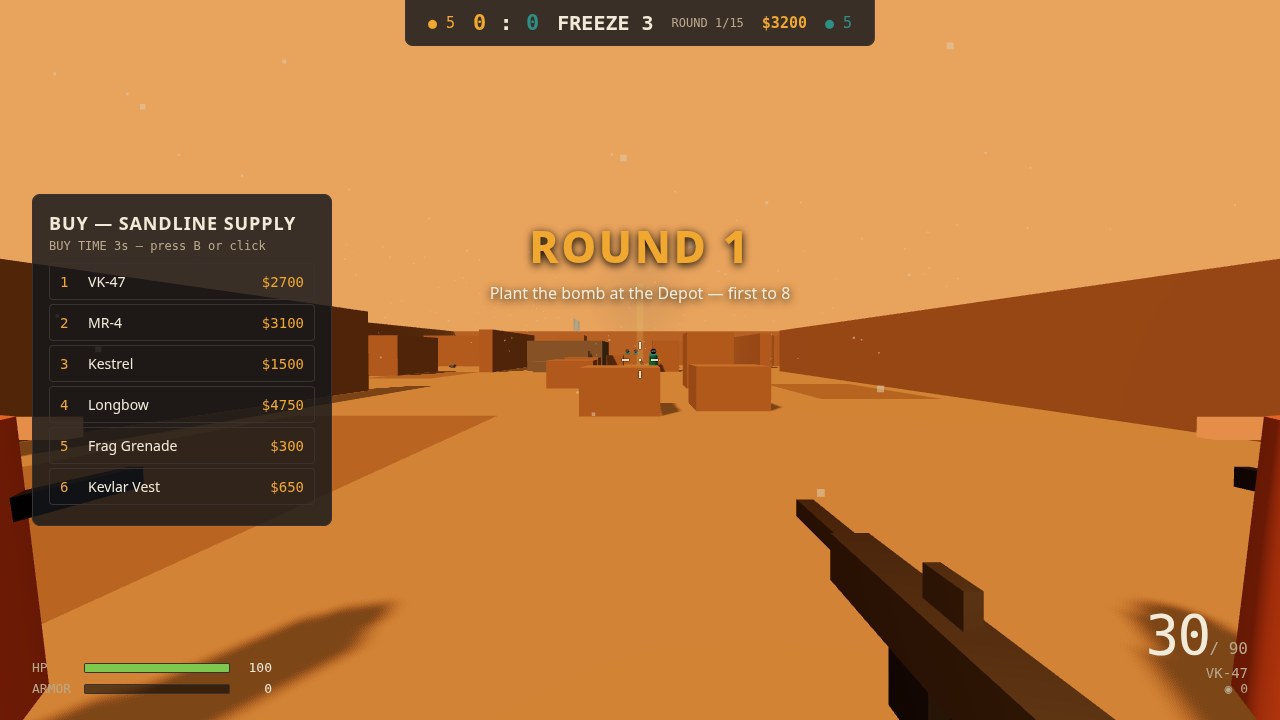 5 0 : 0 FREEZE 3 ROUND 1/15 $3200 5
BUY — SANDLINE SUPPLY
BUY TIME 3s — press B or click
1 VK-47 $2700
2 MR-4 $3100
3 Kestrel $1500
4 Longbow $4750
5 Frag Grenade $300
6 Kevlar Vest $650
ROUND 1
Plant the bomb at the Depot — first to 8
HP 100
ARMOR 0
30 / 90
VK-47
◉ 0